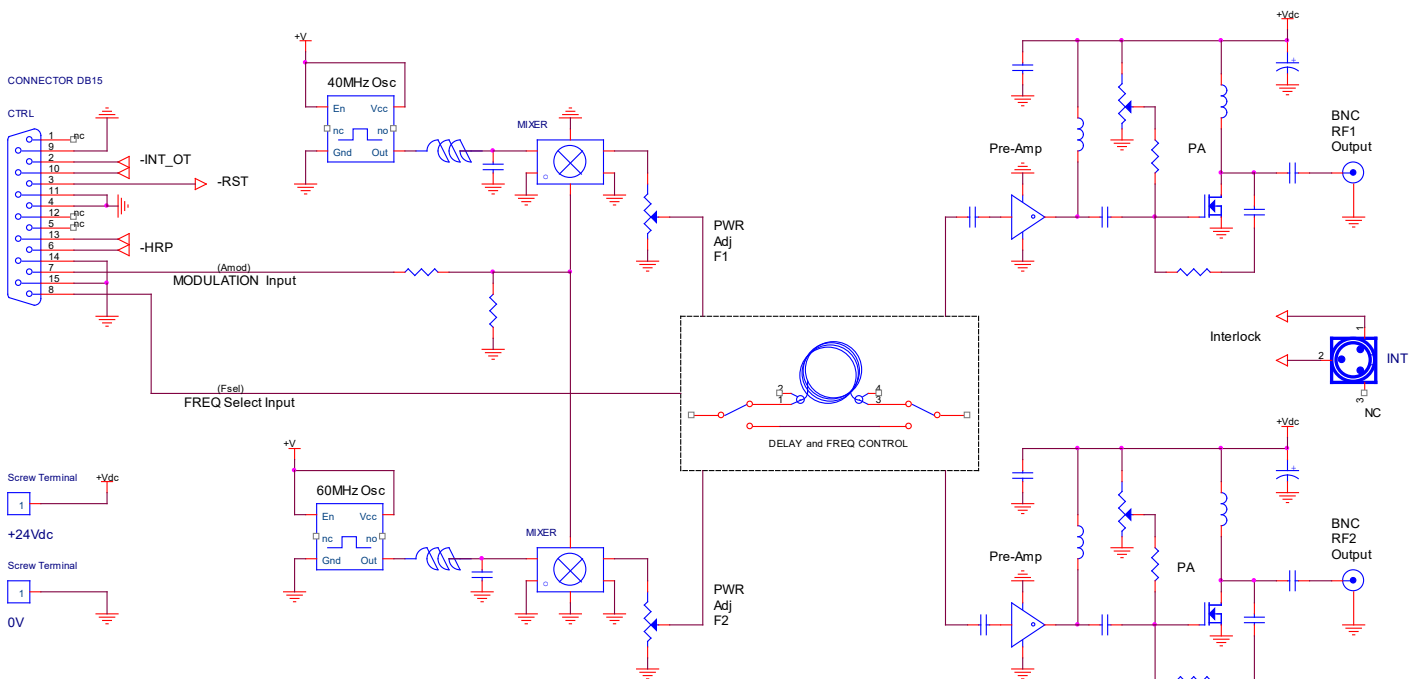 CONNECTOR DB15
CTRL
1
nc
9
2
-INT_OT
10
3
-RST
11
4
12
nc
5
nc
13
6
-HRP
14
7
(Amod)
MODULATION Input
15
8
(Fsel)
FREQ Select Input
Screw Terminal
+Vdc
1
+24Vdc
Screw Terminal
1
0V
+V
40MHz Osc
En
Vcc
nc
no
Gnd
Out
MIXER
PWR
Adj
F1
+V
60MHz Osc
En
Vcc
nc
no
Gnd
Out
MIXER
PWR
Adj
F2
2
4
1
3
DELAY and FREQ CONTROL
+Vdc
Pre-Amp
PA
BNC
RF1
Output
Interlock
1
2
INT
3
NC
+Vdc
Pre-Amp
PA
BNC
RF2
Output